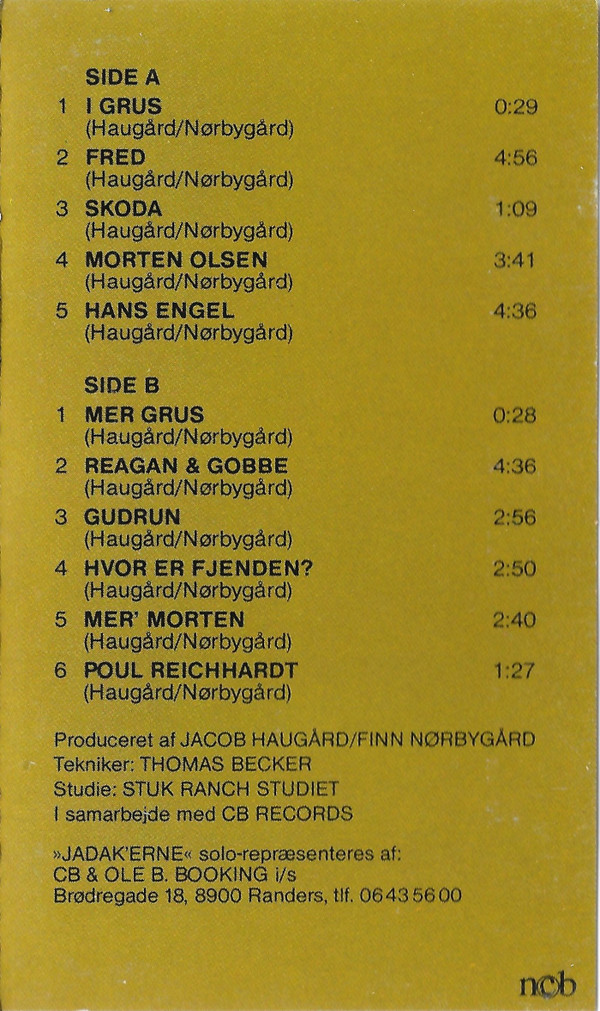 SIDE A
1 I GRUS 0:29
(Haugård/Nørbygård)
2 FRED 4:56
(Haugård/Nørbygård)
3 SKODA 1:09
(Haugård/Nørbygård)
4 MORTEN OLSEN 3:41
(Haugård/Nørbygård)
5 HANS ENGEL 4:36
(Haugård/Nørbygård)
SIDE B
1 MER GRUS 0:28
(Haugård/Nørbygård)
2 REAGAN & GOBBE 4:36
(Haugård/Nørbygård)
3 GUDRUN 2:56
(Haugård/Nørbygård)
4 HVOR ER FJENDEN? 2:50
(Haugård/Nørbygård)
5 MER' MORTEN 2:40
(Haugård/Nørbygård)
6 POUL REICHHARDT 1:27
(Haugård/Nørbygård)
Produceret af JACOB HAUGÅRD/FINN NØRBYGÅRD
Tekniker: THOMAS BECKER
Studie: STUK RANCH STUDIET
I samarbejde med CB RECORDS
»JADAK'ERNE« solo-repræsenteres af:
CB & OLE B. BOOKING i/s
Brødregade 18, 8900 Randers, tlf. 06 43 56 00
ncb